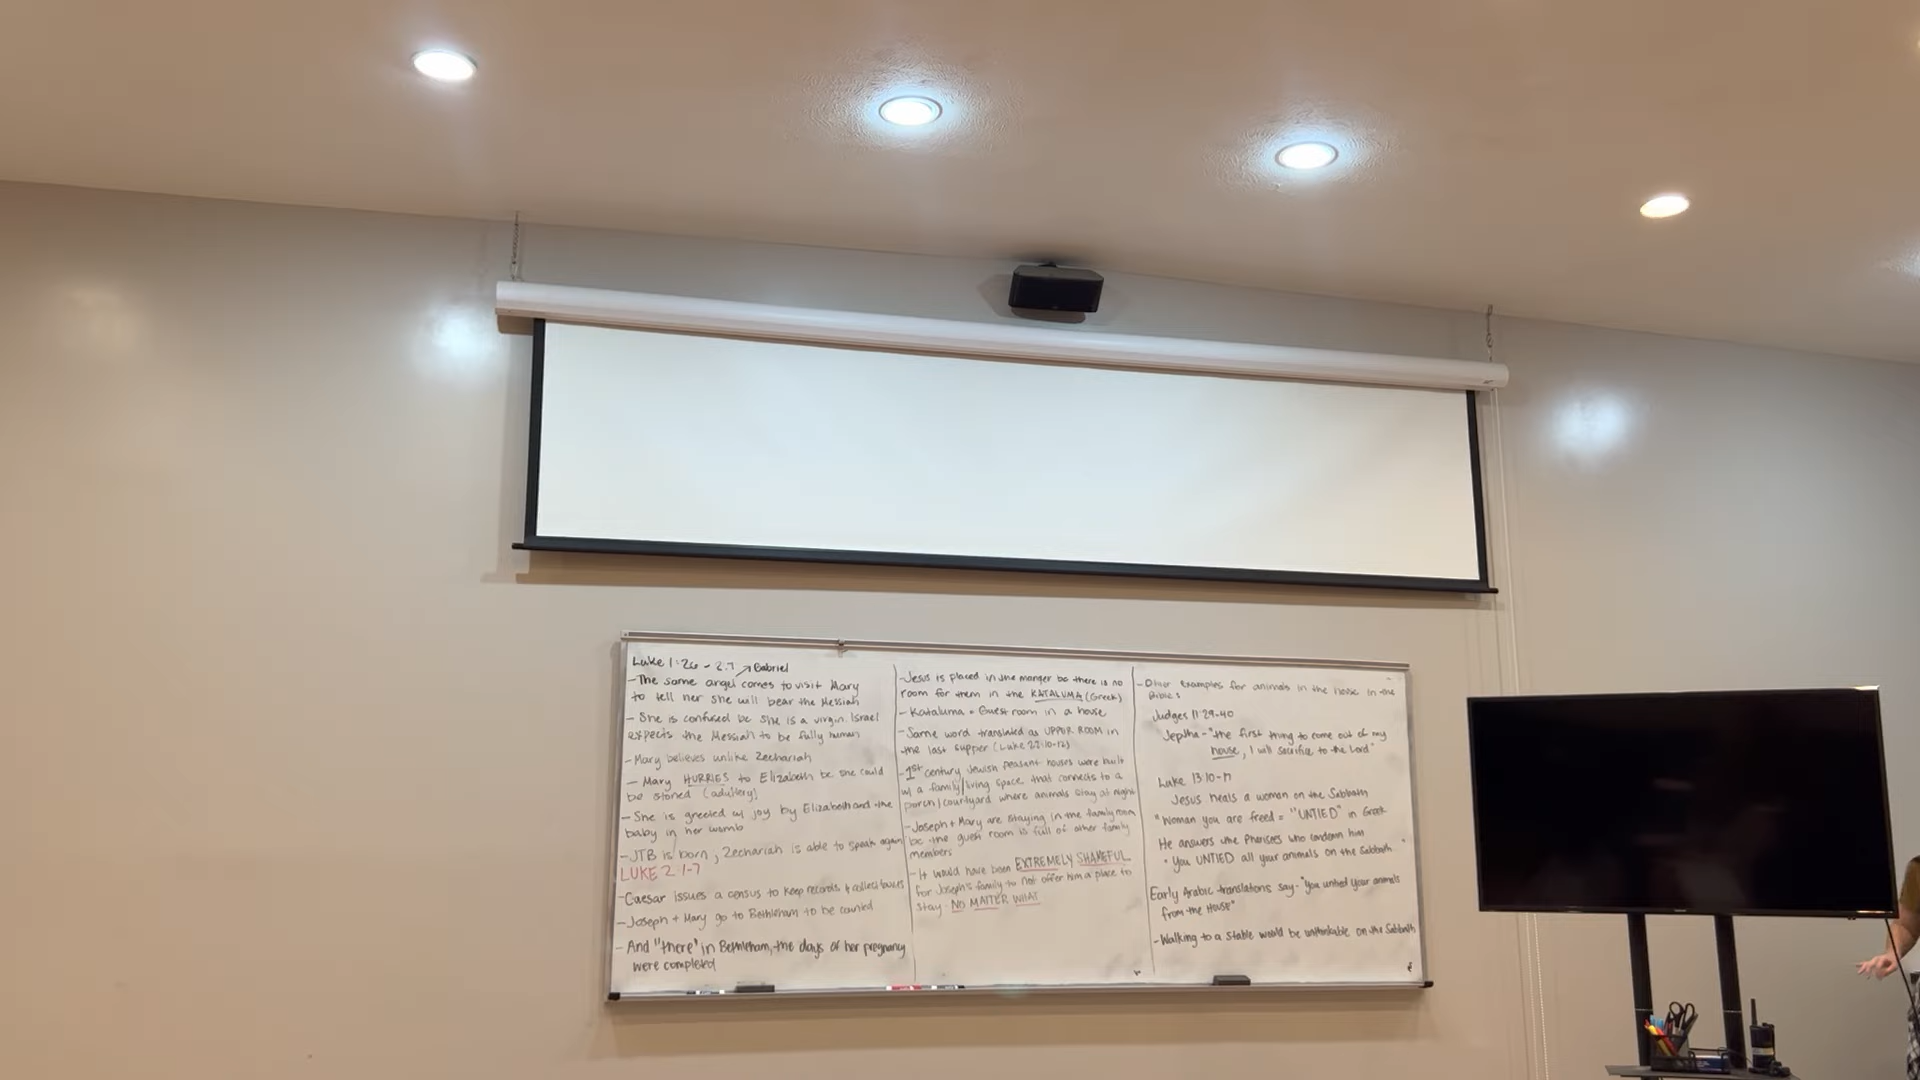 Luke 1:26 - 2:7 ↗ Gabriel
- The same angel comes to visit Mary
to tell her she will bear the Messiah
- She is confused bc she is a virgin. Israel
expects the Messiah to be fully human
- Mary believes unlike Zechariah
- Mary HURRIES to Elizabeth bc she could
be stoned (adultery)
- She is greeted w/ joy by Elizabeth and the
baby in her womb
- JTB is born, Zechariah is able to speak again
LUKE 2 1-7
- Caesar issues a census to keep records & collect taxes
- Joseph + Mary go to Bethlehem to be counted
- And "there" in Bethlehem, the days of her pregnancy
were completed
- Jesus is placed in the manger bc there is no
room for them in the KATALUMA (Greek)
- Kataluma = Guest room in a house
- Same word translated as UPPER ROOM in
the last supper (Luke 22:10-12)
- 1st century Jewish peasant houses were built
w/ a family/living space that connects to a
porch/courtyard where animals stay at night
- Joseph + Mary are staying in the family room
bc the guest room is full of other family
members
- It would have been EXTREMELY SHAMEFUL
for Joseph's family to not offer him a place to
stay - NO MATTER WHAT
- Other examples for animals in the house in the
Bible:
Judges 11:29-40
Jeptha - "the first thing to come out of my
house, I will sacrifice to the Lord"
Luke 13:10-17
Jesus heals a woman on the Sabbath
"Woman you are freed = "UNTIED" in Greek
He answers the Pharisees who condemn him
"You UNTIED all your animals on the Sabbath..."
Early Arabic translations say - "you untied your animals
from the House"
- Walking to a stable would be unthinkable on the Sabbath